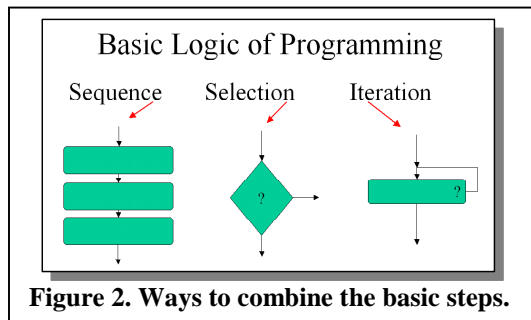 Basic Logic of Programming
Sequence Selection Iteration
?
?
Figure 2. Ways to combine the basic steps.